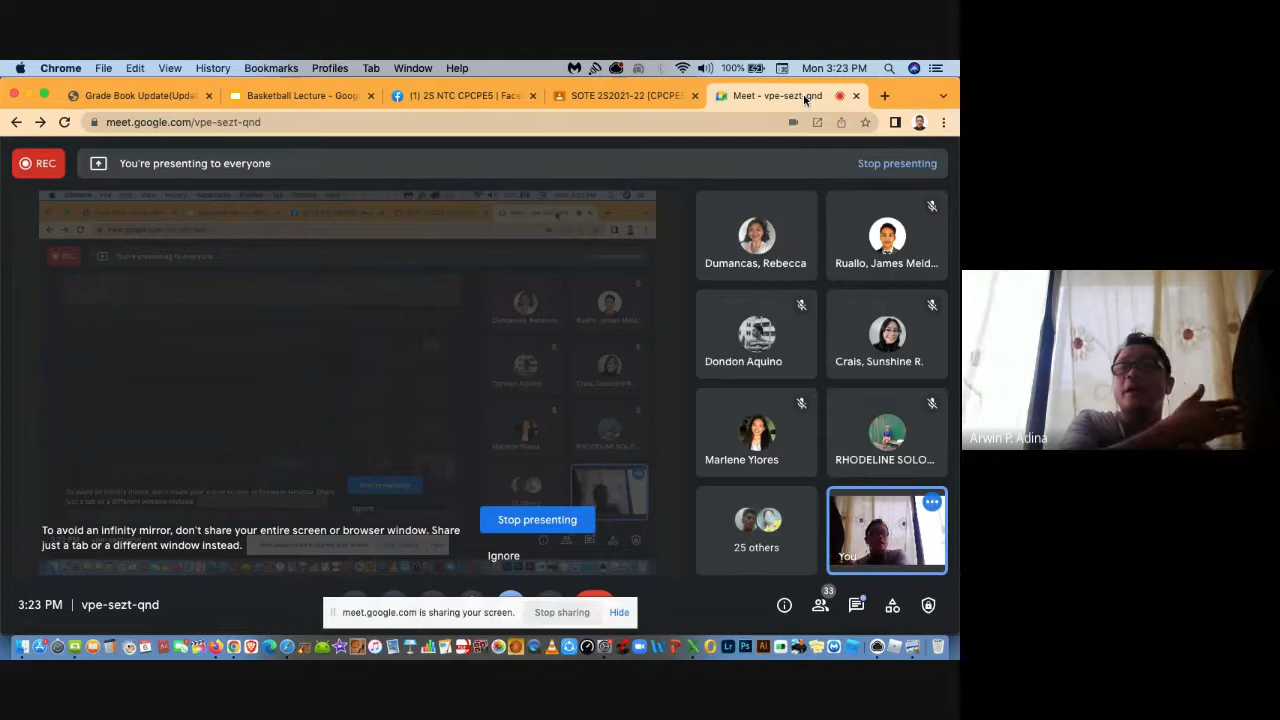 Chrome File Edit View History Bookmarks Profiles Tab Window Help 100% Mon 3:23 PM
Grade Book Update(Updat Basketball Lecture - Goog (1) 2S NTC CPCPE5 | Face SOTE 2S2021-22 [CPCPE Meet - vpe-sezt-qnd
meet.google.com/vpe-sezt-qnd
REC You're presenting to everyone Stop presenting
Dumancas, Rebecca Ruallo, James Meld...
Dondon Aquino Crais, Sunshine R.
Marlene Ylores RHODELINE SOLO...
25 others You
Arwin P. Adina
To avoid an infinity mirror, don't share your entire screen or browser window. Share
just a tab or a different window instead.
Stop presenting
Ignore
3:23 PM | vpe-sezt-qnd
meet.google.com is sharing your screen. Stop sharing Hide
33